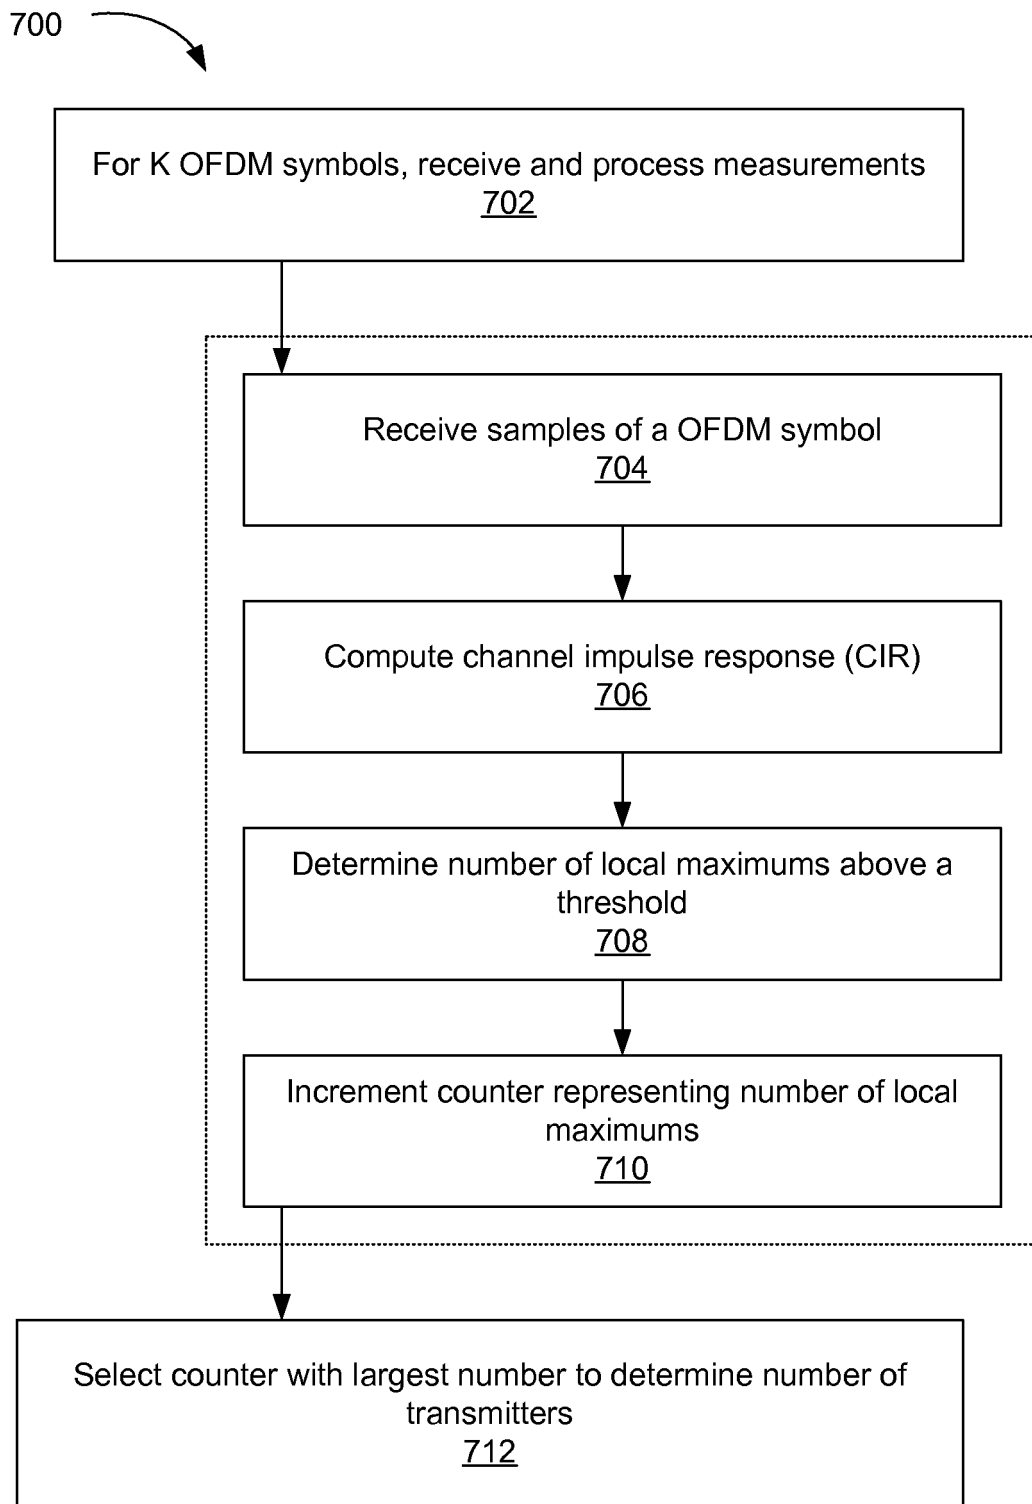 700
For K OFDM symbols, receive and process measurements
702
Receive samples of a OFDM symbol
704
Compute channel impulse response (CIR)
706
Determine number of local maximums above a
threshold
708
Increment counter representing number of local
maximums
710
Select counter with largest number to determine number of
transmitters
712